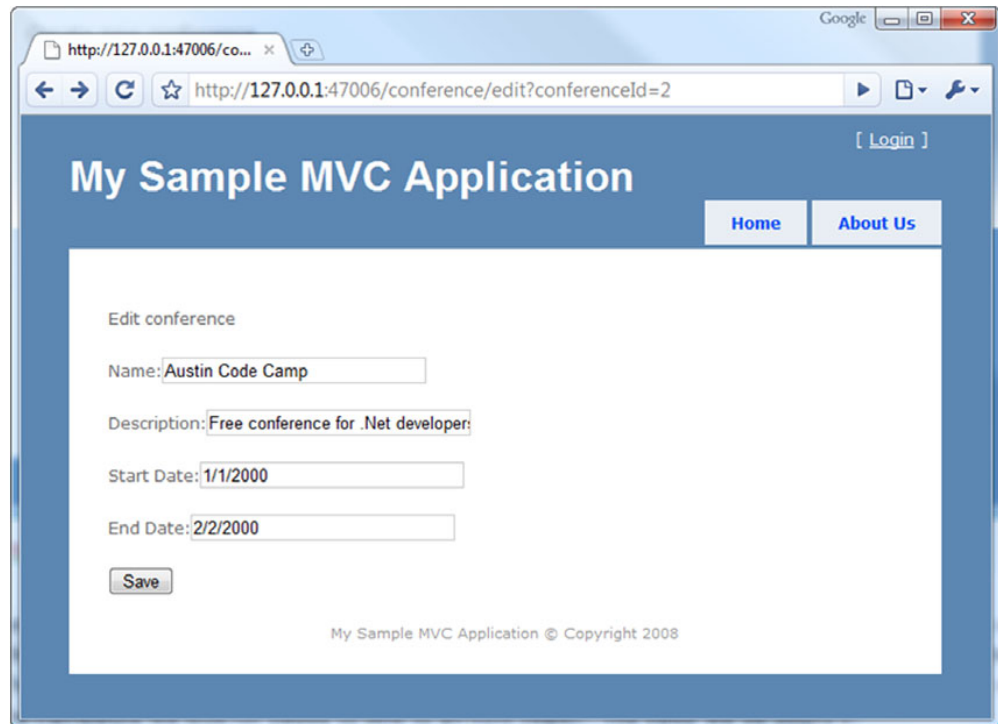 Google
http://127.0.0.1:47006/co...
http://127.0.0.1:47006/conference/edit?conferenceId=2
[ Login ]
My Sample MVC Application
Home
About Us
Edit conference
Name: Austin Code Camp
Description: Free conference for .Net developers
Start Date: 1/1/2000
End Date: 2/2/2000
Save
My Sample MVC Application © Copyright 2008